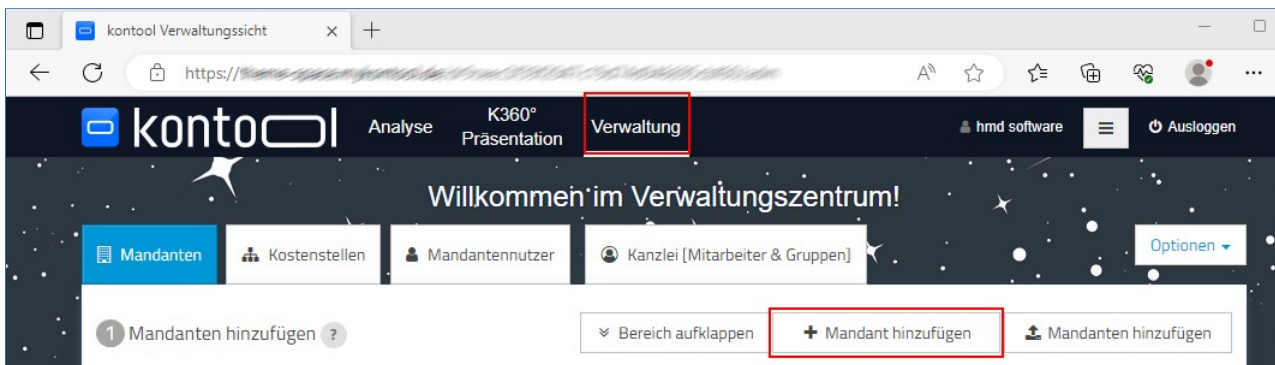 kontool Verwaltungssicht
https://
kontool Analyse K360° Präsentation Verwaltung hmd software Ausloggen
Willkommen im Verwaltungszentrum!
Mandanten Kostenstellen Mandantennutzer Kanzlei [Mitarbeiter & Gruppen] Optionen
1 Mandanten hinzufügen ? Bereich aufklappen + Mandant hinzufügen Mandanten hinzufügen